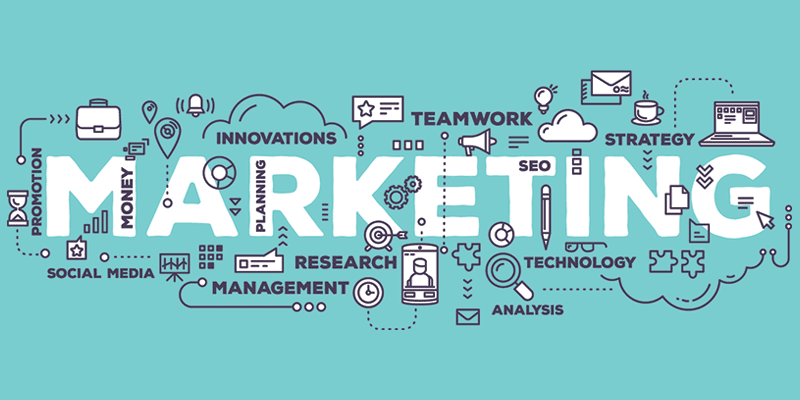 TEAMWORK
INNOVATIONS
STRATEGY
PROMOTION
MONEY
PLANNING
SEO
MARKETING
SOCIAL MEDIA
RESEARCH
TECHNOLOGY
MANAGEMENT
ANALYSIS